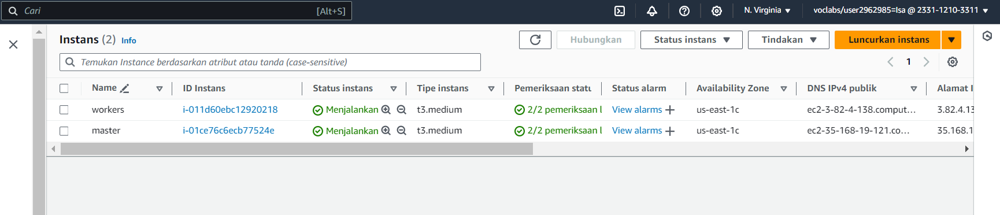 Cari [Alt+S] N. Virginia voclabs/user2962985=Isa @ 2331-1210-3311
Instans (2) Info Hubungkan Status instans Tindakan Luncurkan instans
Temukan Instance berdasarkan atribut atau tanda (case-sensitive) 1
Name ID Instans Status instans Tipe instans Pemeriksaan statu Status alarm Availability Zone DNS IPv4 publik Alamat I
workers i-011d60ebc12920218 Menjalankan t3.medium 2/2 pemeriksaan l View alarms us-east-1c ec2-3-82-4-138.comput... 3.82.4.13
master i-01ce76c6ecb77524e Menjalankan t3.medium 2/2 pemeriksaan l View alarms us-east-1c ec2-35-168-19-121.co... 35.168.1